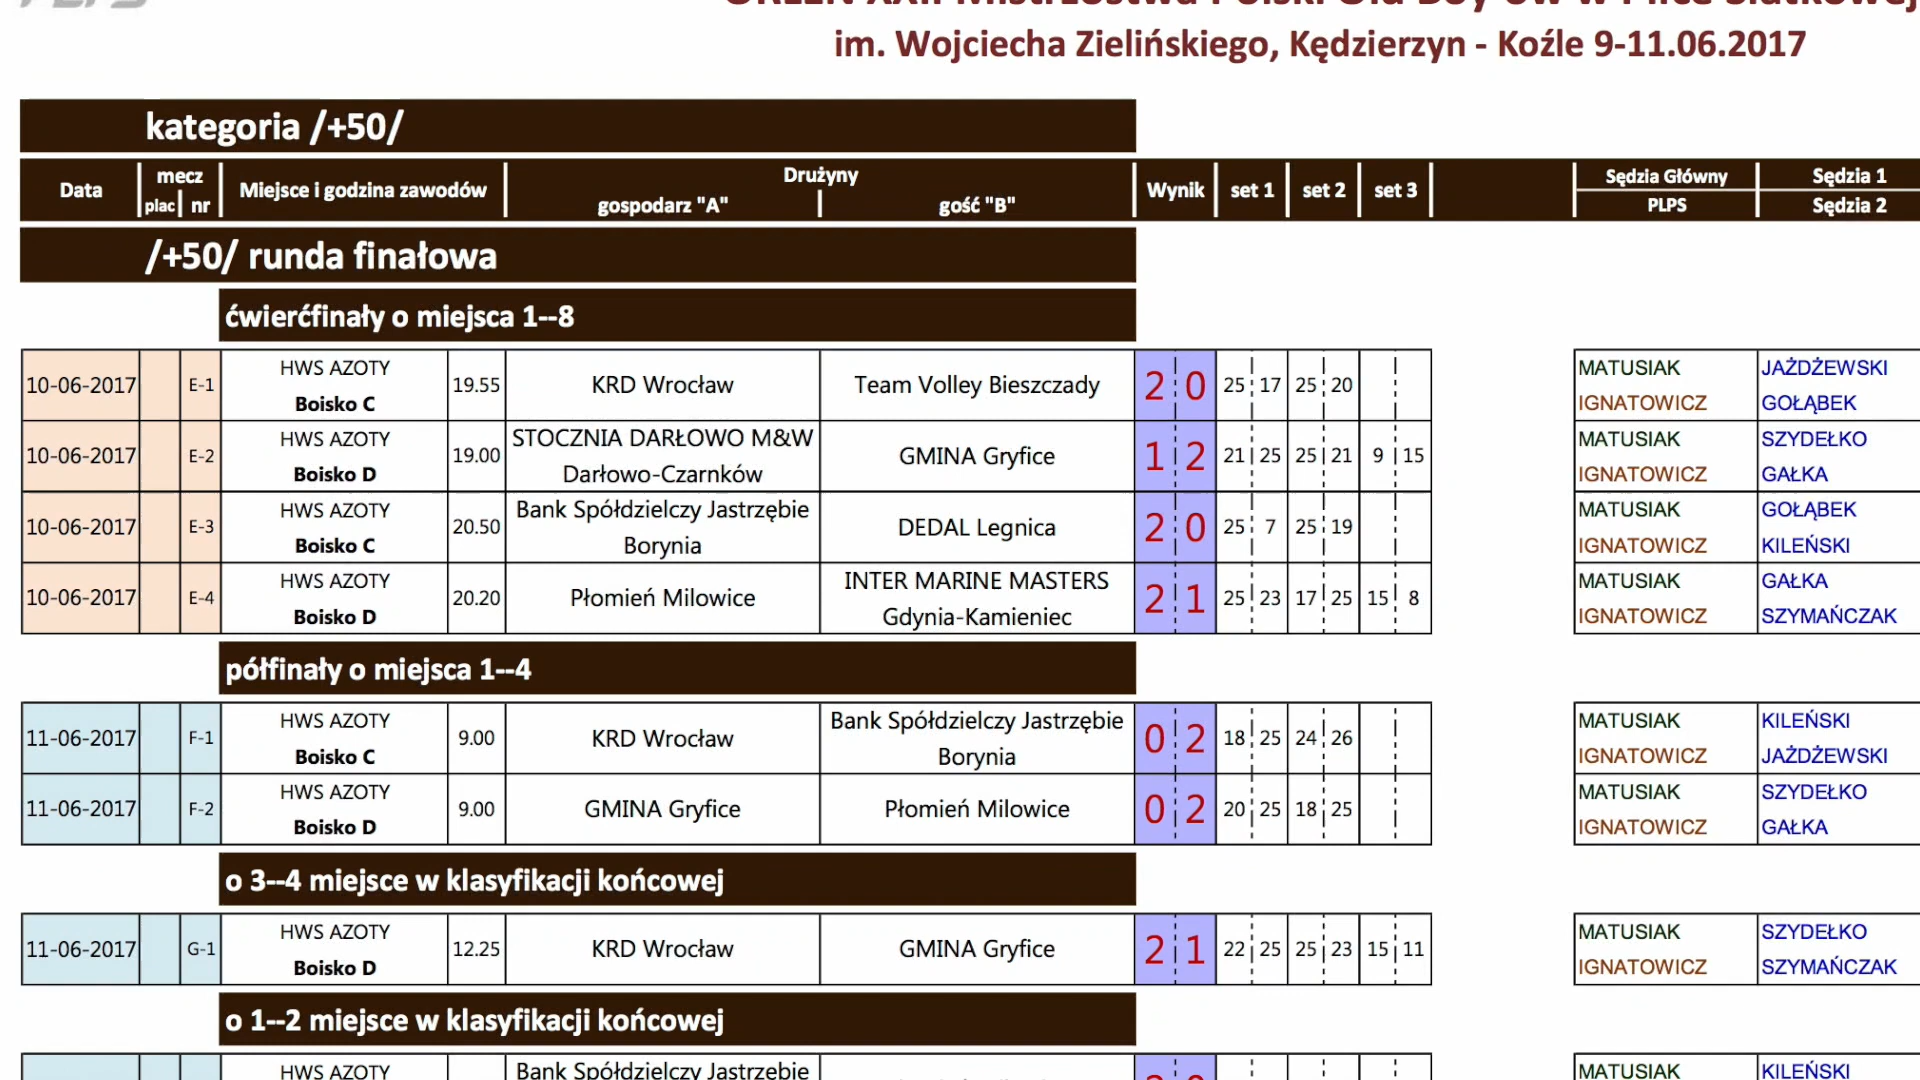 im. Wojciecha Zielińskiego, Kędzierzyn - Koźle 9-11.06.2017
kategoria /+50/
Data mecz plac nr Miejsce i godzina zawodów Drużyny gospodarz "A" gość "B" Wynik set 1 set 2 set 3 Sędzia Główny PLPS Sędzia 1 Sędzia 2
/+50/ runda finałowa
ćwierćfinały o miejsca 1--8
10-06-2017 E-1 HWS AZOTY Boisko C 19.55 KRD Wrocław Team Volley Bieszczady 2 0 25 17 25 20 MATUSIAK IGNATOWICZ JAŻDŻEWSKI GOŁĄBEK
10-06-2017 E-2 HWS AZOTY Boisko D 19.00 STOCZNIA DARŁOWO M&W Darłowo-Czarnków GMINA Gryfice 1 2 21 25 25 21 9 15 MATUSIAK IGNATOWICZ SZYDEŁKO GAŁKA
10-06-2017 E-3 HWS AZOTY Boisko C 20.50 Bank Spółdzielczy Jastrzębie Borynia DEDAL Legnica 2 0 25 7 25 19 MATUSIAK IGNATOWICZ GOŁĄBEK KILEŃSKI
10-06-2017 E-4 HWS AZOTY Boisko D 20.20 Płomień Milowice INTER MARINE MASTERS Gdynia-Kamieniec 2 1 25 23 17 25 15 8 MATUSIAK IGNATOWICZ GAŁKA SZYMAŃCZAK
półfinały o miejsca 1--4
11-06-2017 F-1 HWS AZOTY Boisko C 9.00 KRD Wrocław Bank Spółdzielczy Jastrzębie Borynia 0 2 18 25 24 26 MATUSIAK IGNATOWICZ KILEŃSKI JAŻDŻEWSKI
11-06-2017 F-2 HWS AZOTY Boisko D 9.00 GMINA Gryfice Płomień Milowice 0 2 20 25 18 25 MATUSIAK IGNATOWICZ SZYDEŁKO GAŁKA
o 3--4 miejsce w klasyfikacji końcowej
11-06-2017 G-1 HWS AZOTY Boisko D 12.25 KRD Wrocław GMINA Gryfice 2 1 22 25 25 23 15 11 MATUSIAK IGNATOWICZ SZYDEŁKO SZYMAŃCZAK
o 1--2 miejsce w klasyfikacji końcowej
HWS AZOTY Bank Spółdzielczy Jastrzębie MATUSIAK KILEŃSKI